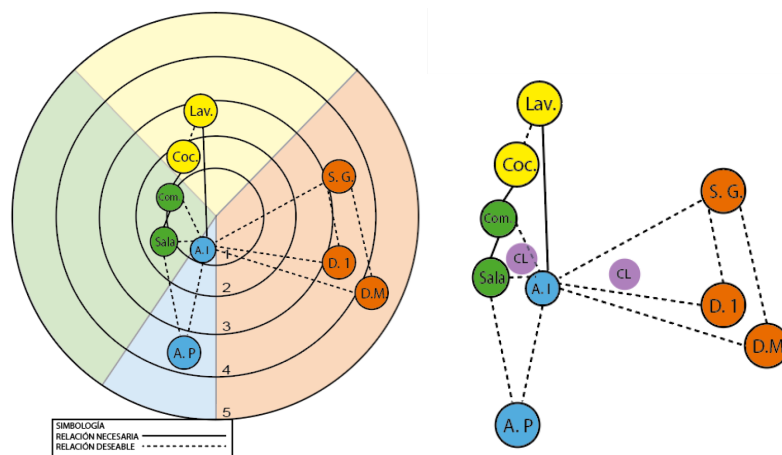 Lav.
Coc.
Com.
Sala
A. I
S. G.
D. 1
D.M.
A. P
1
2
3
4
5
SIMBOLOGÍA
RELACIÓN NECESARIA
RELACIÓN DESEABLE
Lav.
Coc.
Com.
CL
Sala
A. I
S. G.
CL
D. 1
D.M
A. P